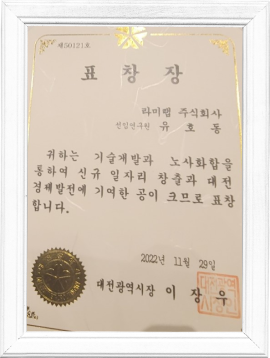 제50121호
표창장
라미랩 주식회사
선임연구원 유호동
귀하는 기술개발과 노사화합을
통하여 신규 일자리 창출과 대전
경제발전에 기여한 공이 크므로 표창
합니다.
2022년 11월 29일
대전광역시장 이장우